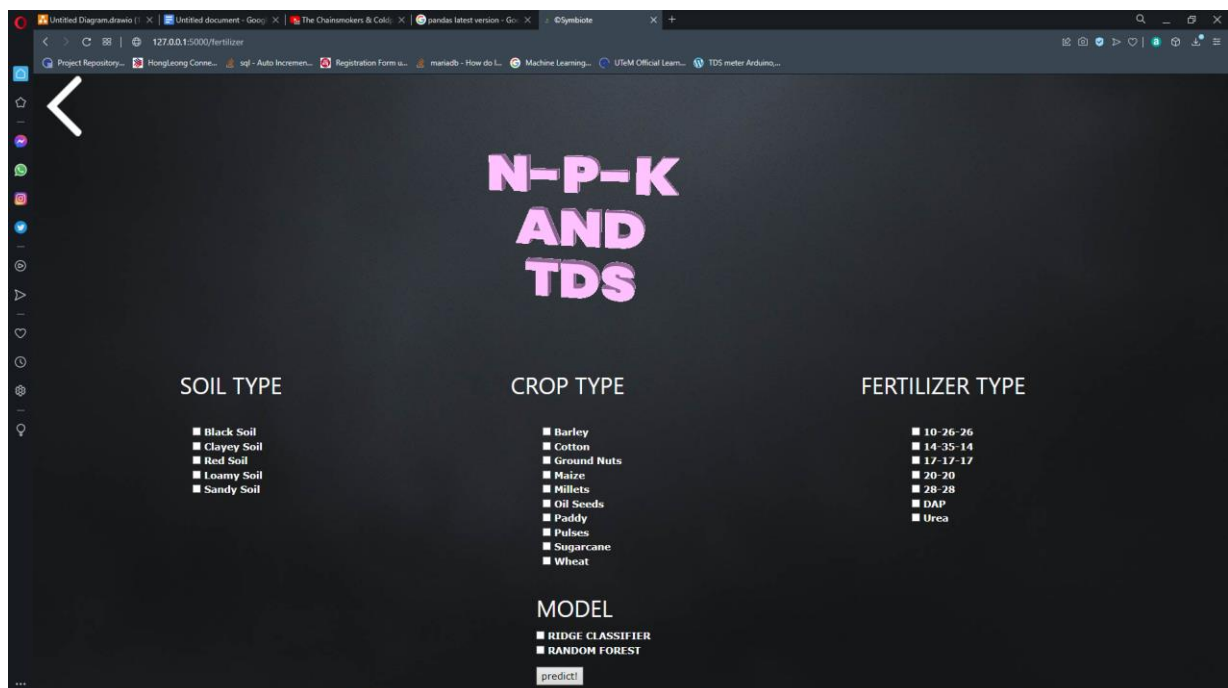 Untitled Diagram.drawio (1
Untitled document - Googl
The Chainsmokers & Coldp
pandas latest version - Goo
©Symbiote
127.0.0.1:5000/fertilizer
Project Repository...
HongLeong Conne...
sql - Auto Incremen...
Registration Form u...
mariadb - How do I...
Machine Learning...
UTeM Official Learn...
TDS meter Arduino,...
N-P-K
AND
TDS
SOIL TYPE
Black Soil
Clayey Soil
Red Soil
Loamy Soil
Sandy Soil
CROP TYPE
Barley
Cotton
Ground Nuts
Maize
Millets
Oil Seeds
Paddy
Pulses
Sugarcane
Wheat
FERTILIZER TYPE
10-26-26
14-35-14
17-17-17
20-20
28-28
DAP
Urea
MODEL
RIDGE CLASSIFIER
RANDOM FOREST
predict!